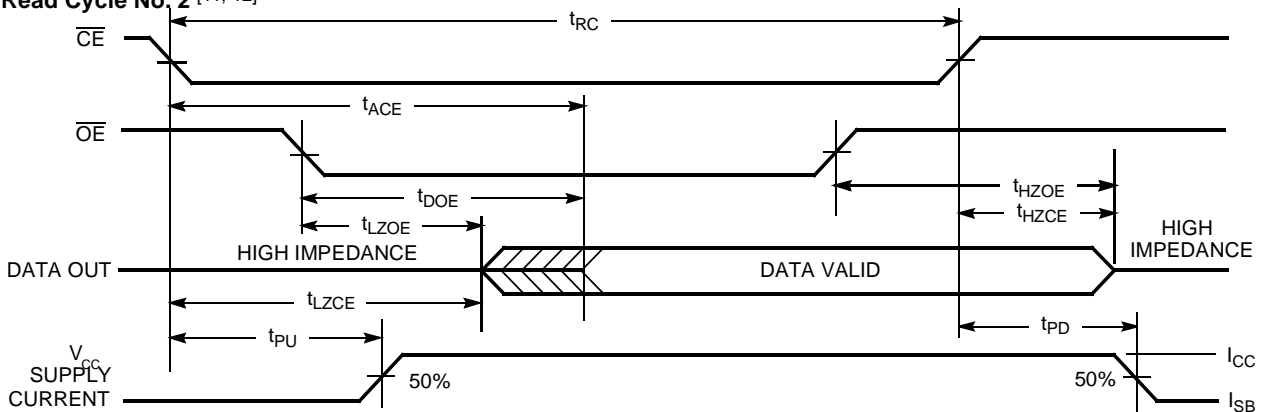 Read Cycle No. 2
tRC
CE
tACE
OE
tDOE
tHZOE
tLZOE
tHZCE
HIGH IMPEDANCE
HIGH
IMPEDANCE
DATA OUT
DATA VALID
tLZCE
tPU
tPD
VCC
SUPPLY
CURRENT
50%
50%
ICC
ISB